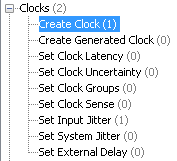 Clocks (2)
Create Clock (1)
Create Generated Clock (0)
Set Clock Latency (0)
Set Clock Uncertainty (0)
Set Clock Groups (0)
Set Clock Sense (0)
Set Input Jitter (1)
Set System Jitter (0)
Set External Delay (0)